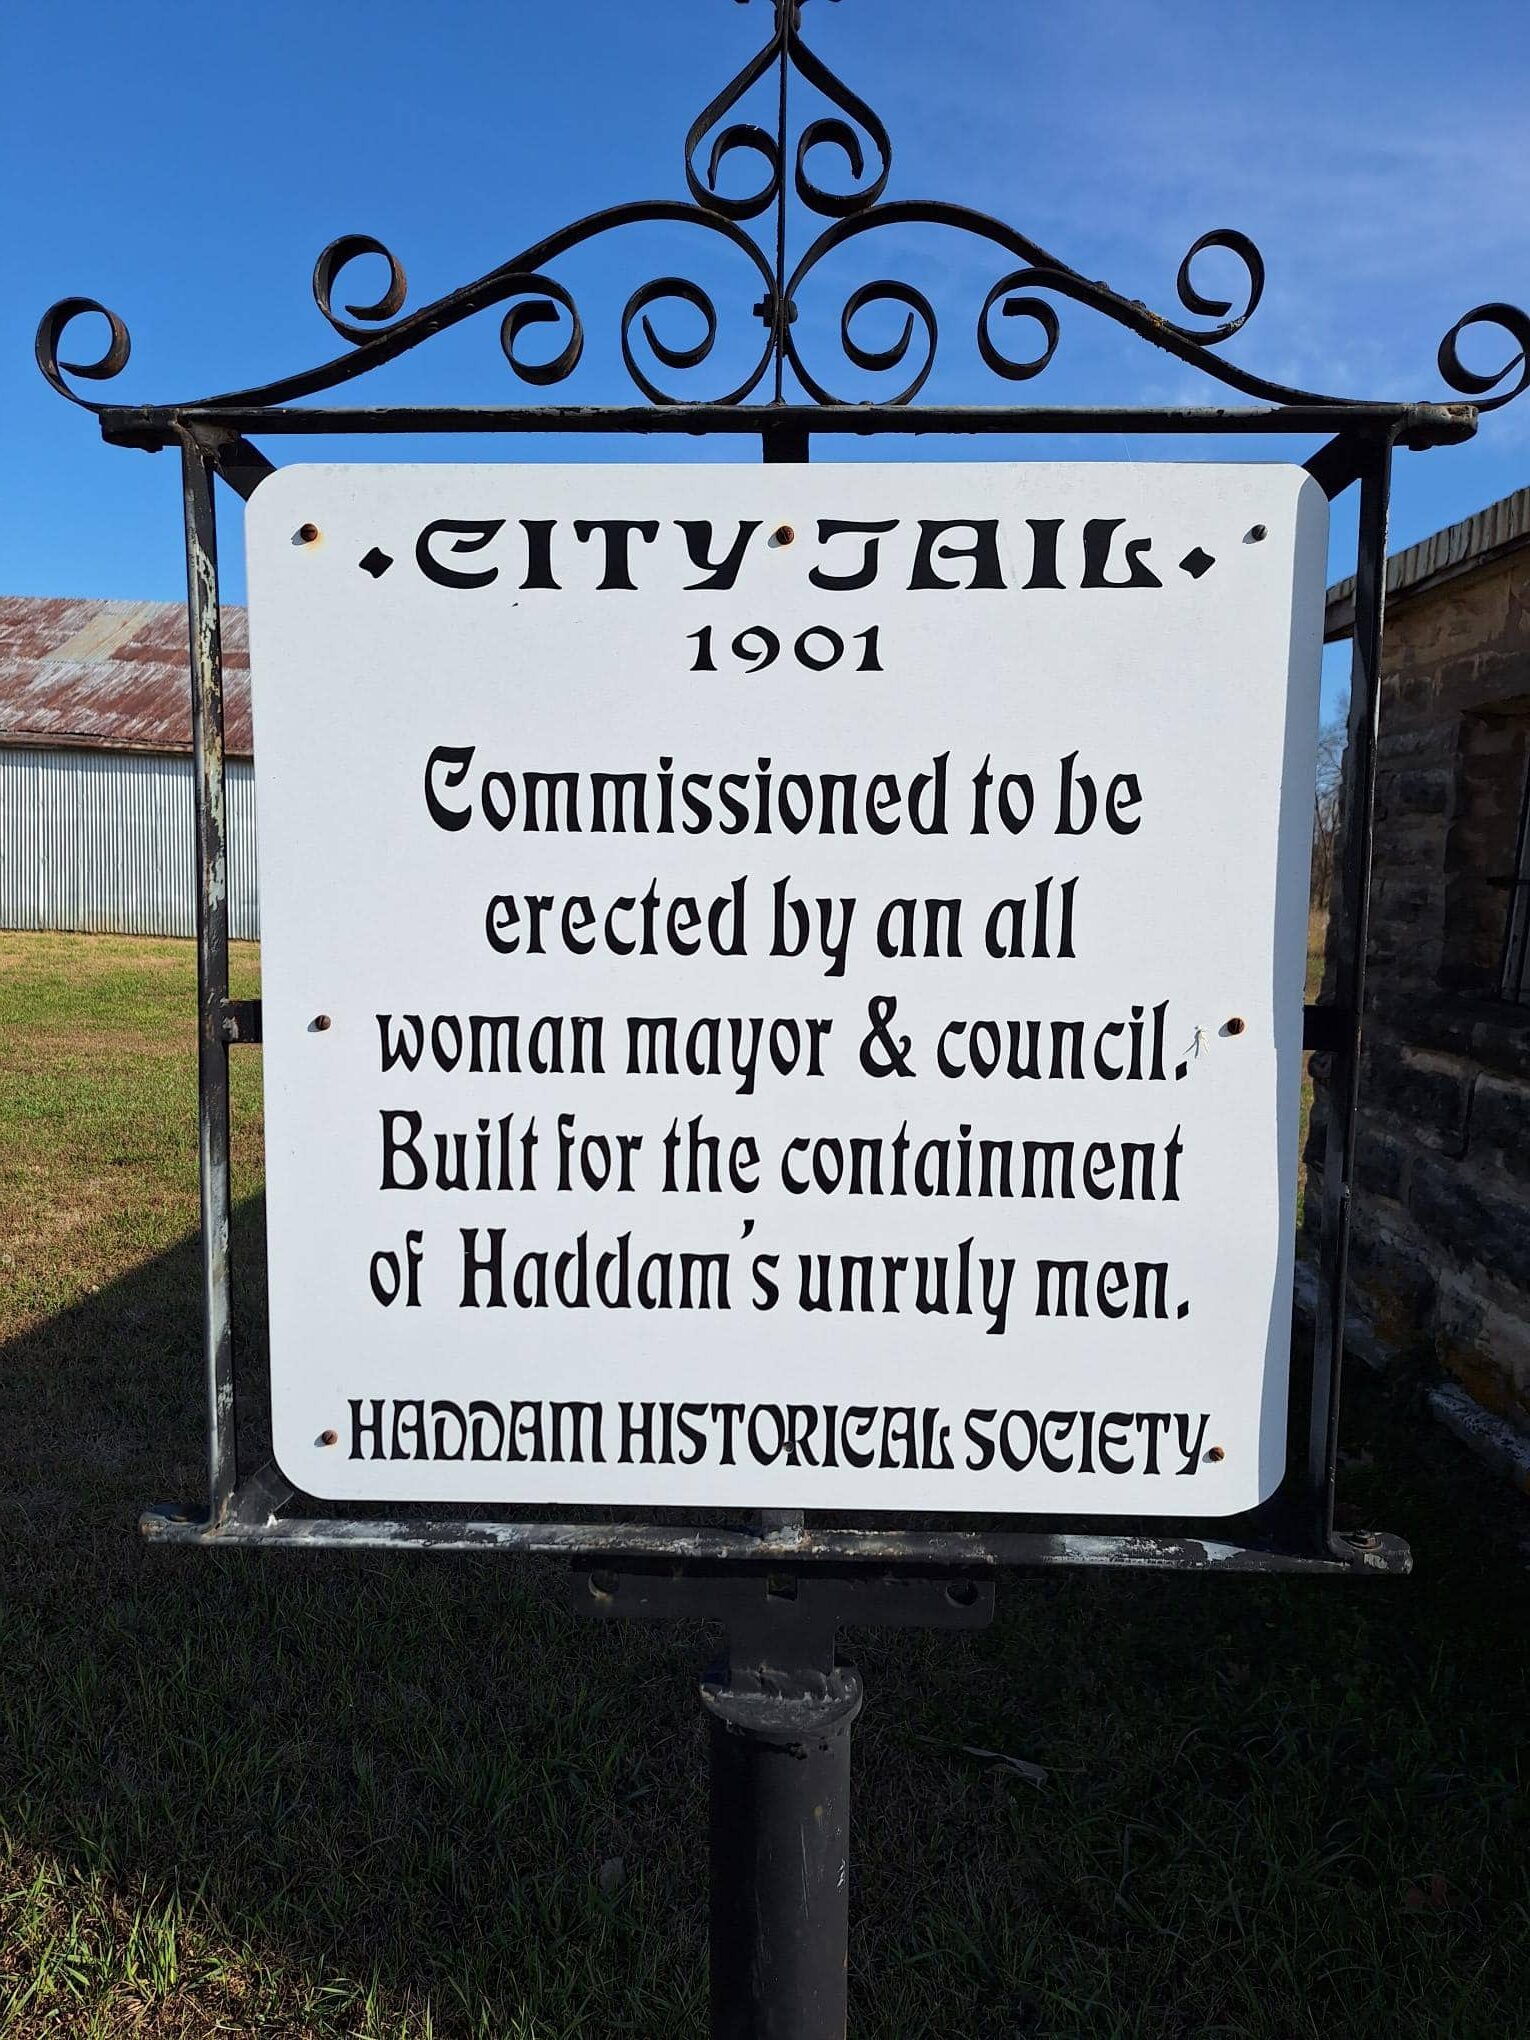 CITY JAIL
1901
Commissioned to be
erected by an all
woman mayor & council.
Built for the containment
of Haddam's unruly men.
HADDAM HISTORICAL SOCIETY